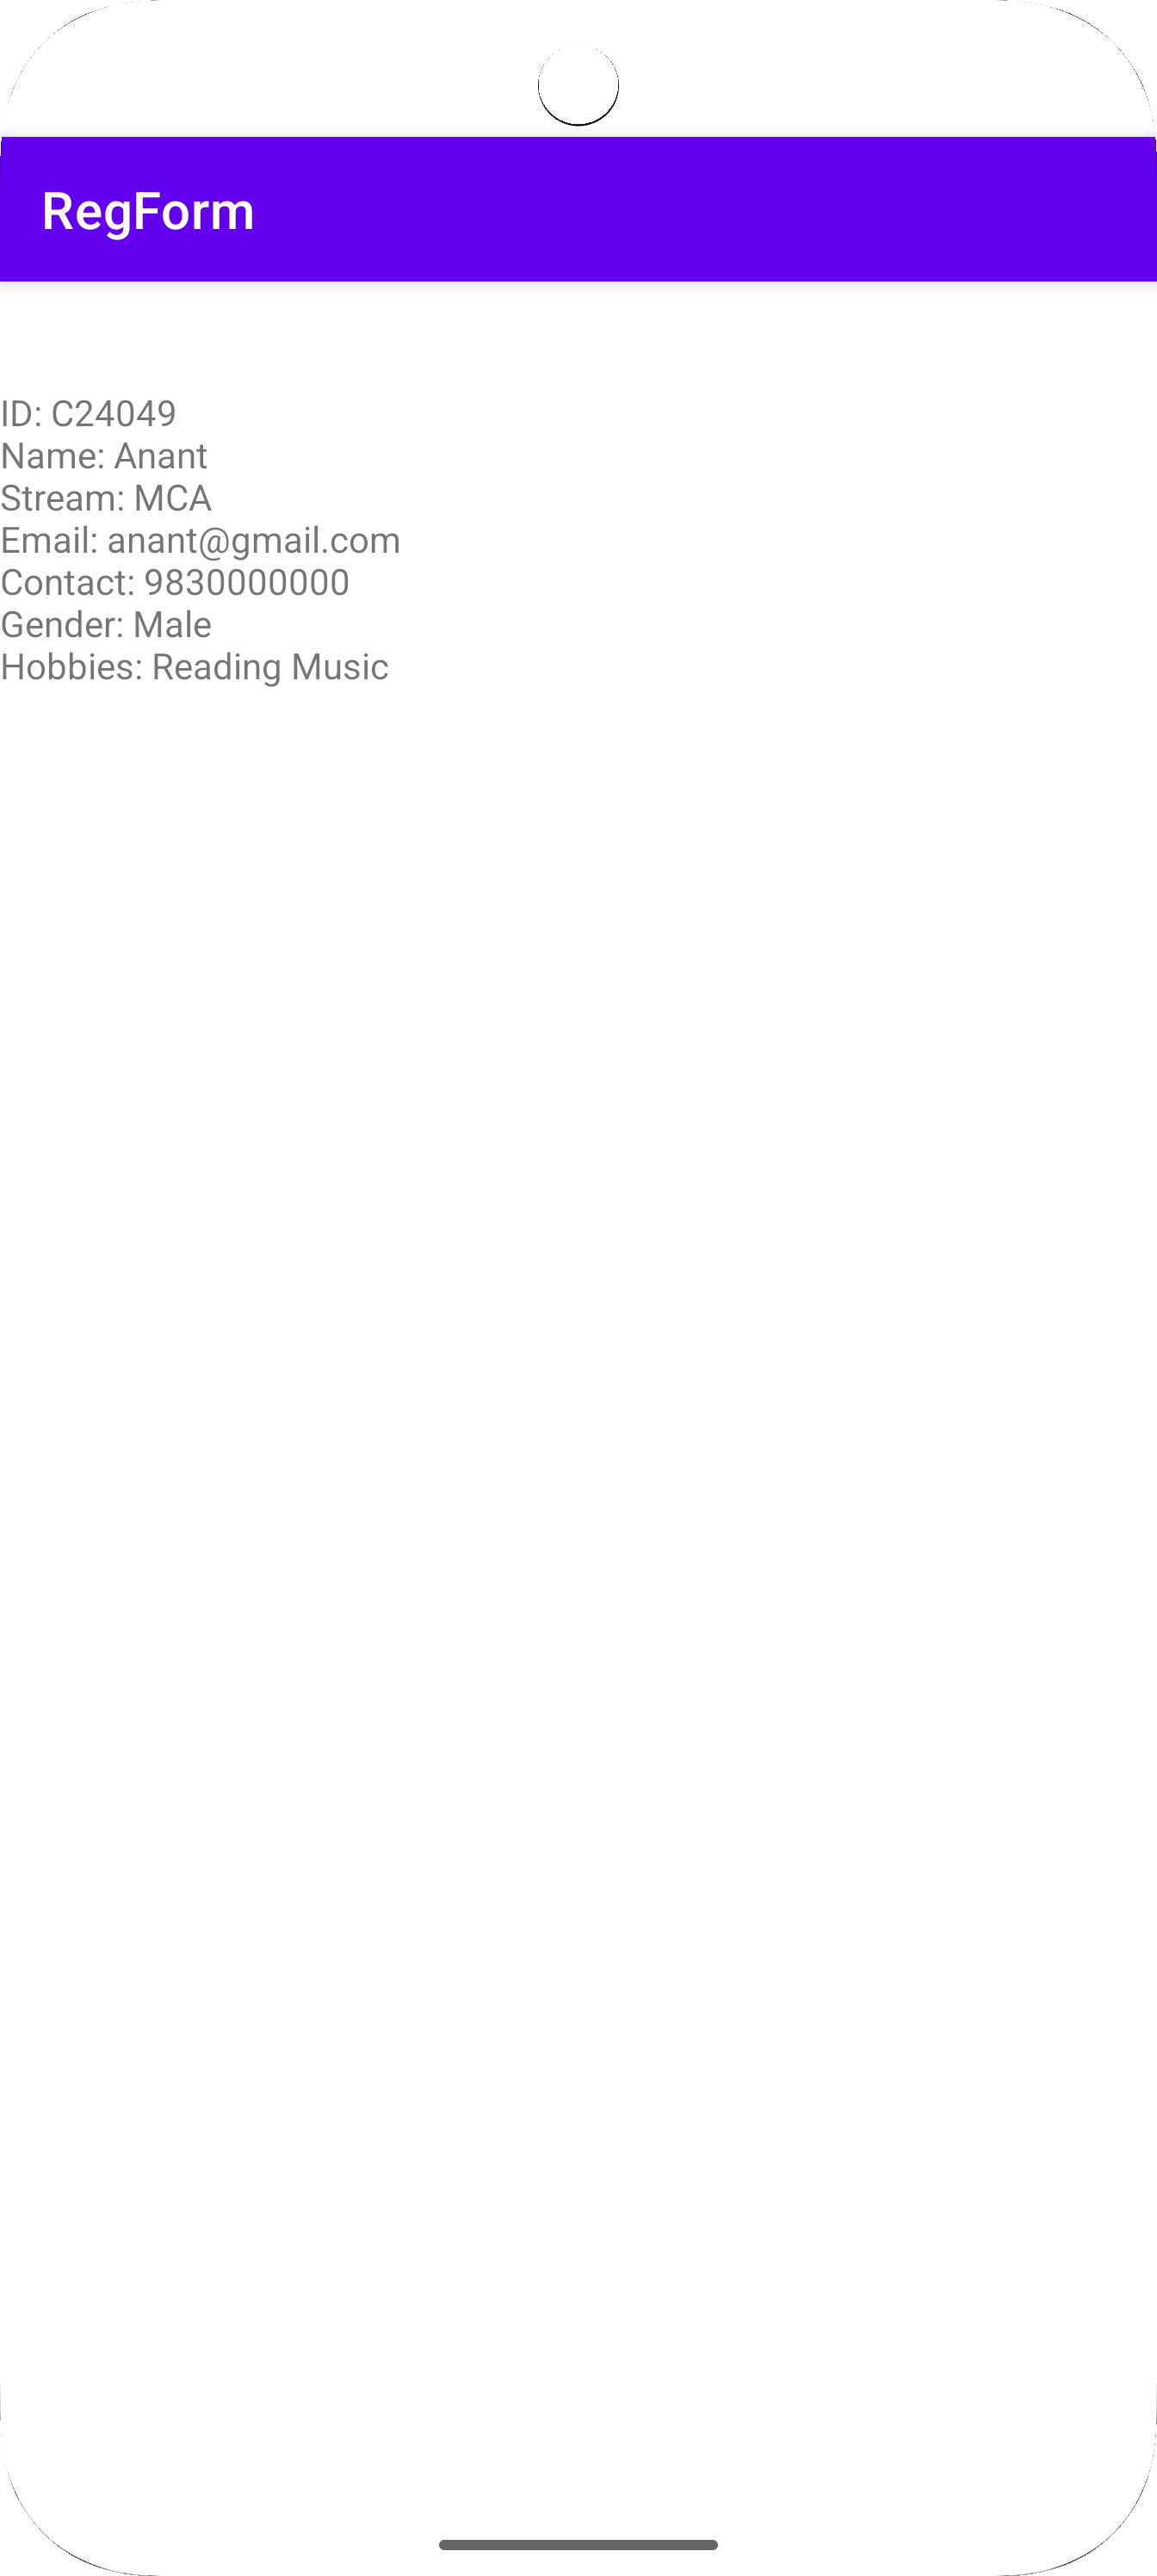 RegForm
ID: C24049
Name: Anant
Stream: MCA
Email: anant@gmail.com
Contact: 9830000000
Gender: Male
Hobbies: Reading Music